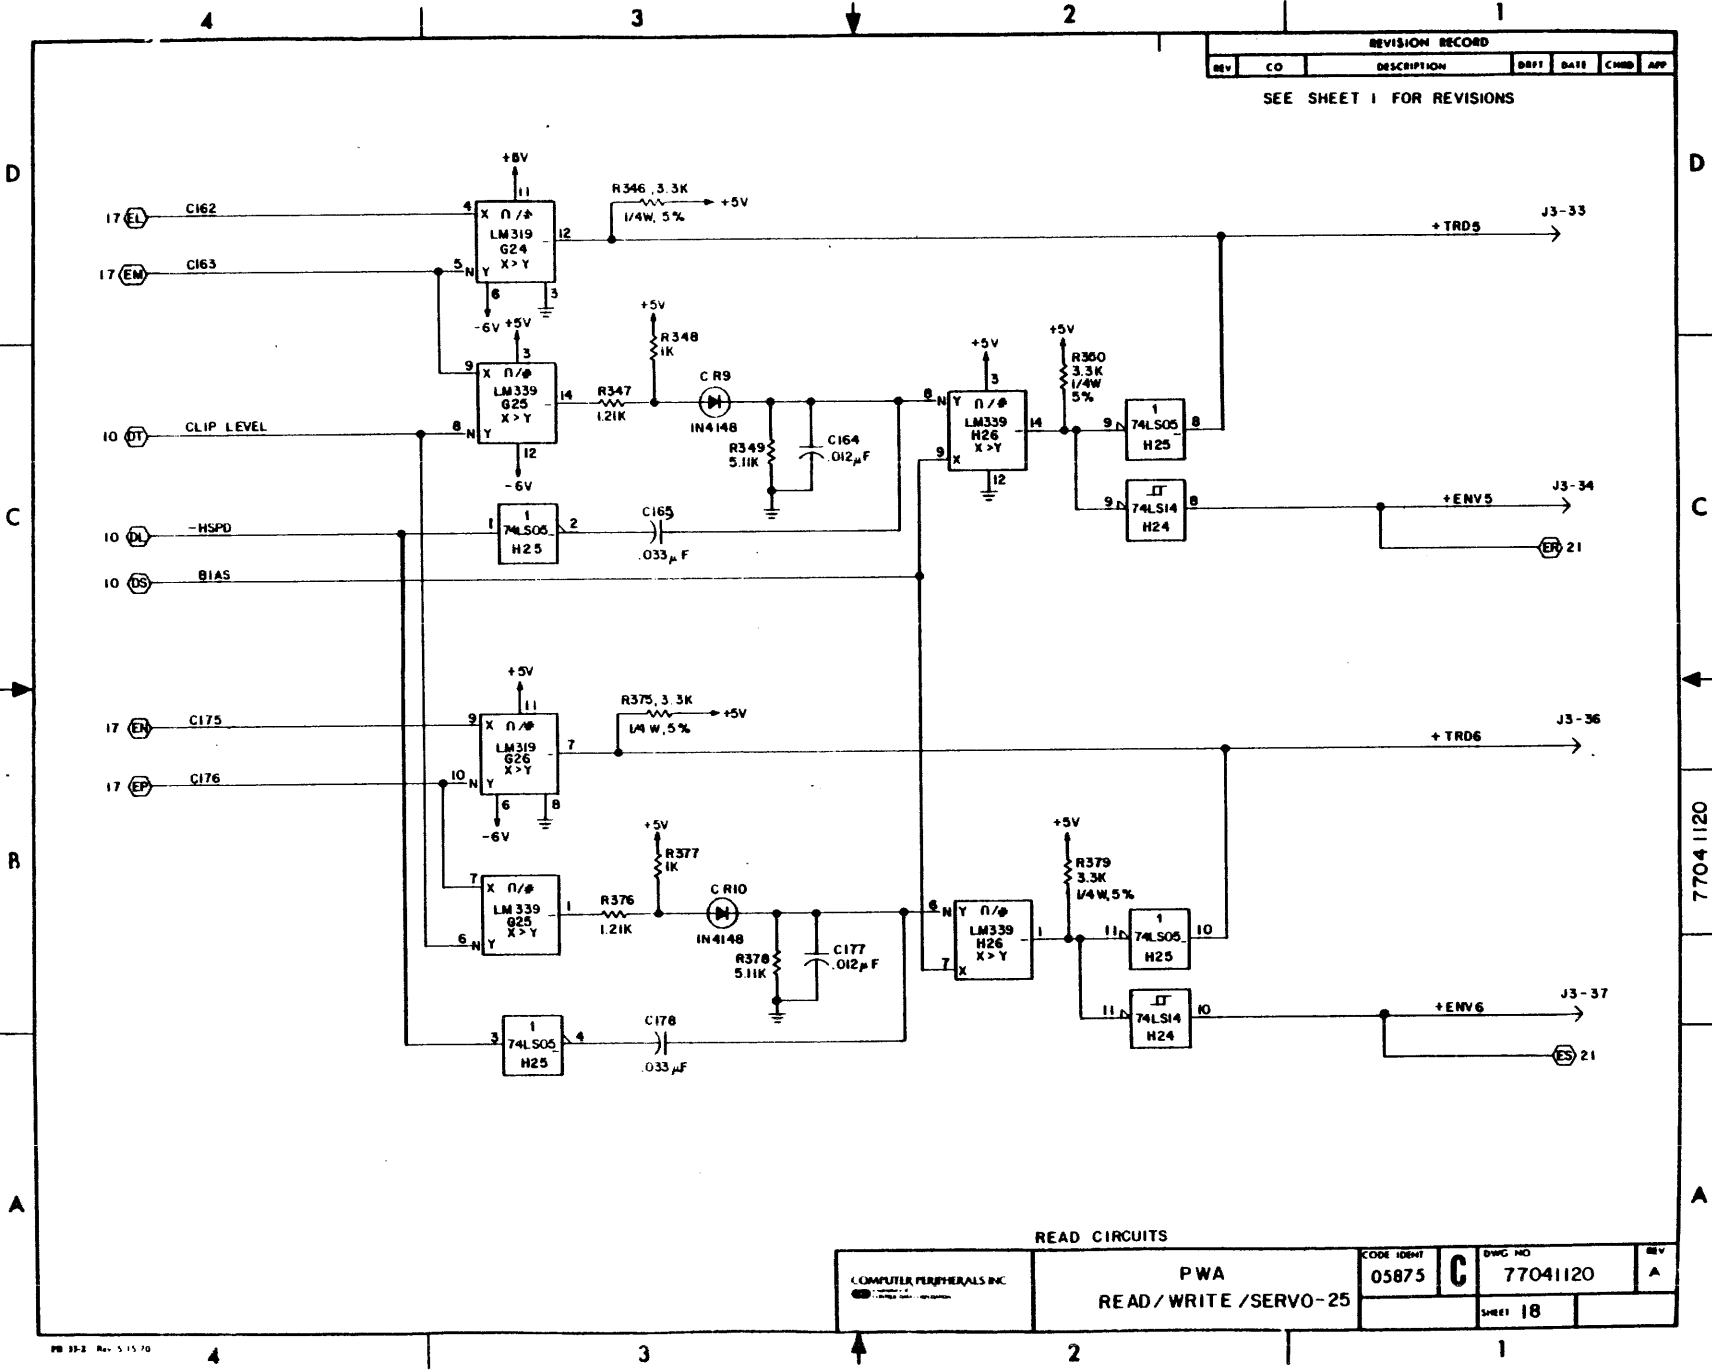 4 3 2 1
REVISION RECORD
REV CO DESCRIPTION DRFT DATE CHKD APP
SEE SHEET 1 FOR REVISIONS
D D
+5V
11
R346, 3.3K
+5V
1/4W, 5%
17 EL C162 4 X ∩/# 
LM319
G24
X>Y
12
+TRD5 J3-33
17 EM C163 5 N Y
6 3
-6V +5V
3
+5V
R348
1K
9 X ∩/#
LM339
G25
X>Y
14
R347
1.21K
CR9
1N4148
10 DT CLIP LEVEL 8 N Y
12
-6V
R349
5.11K
C164
.012µF
+5V
3
8 N Y ∩/#
LM339
H26
X>Y
14
9 X
12
+5V
R350
3.3K
1/4W
5%
9 1 8
74LS05
H25
9 8
74LS14
H24
+ENV5 J3-34
ER 21
C C
10 DL -HSPD 1 1 2
74LS05
H25
C165
.033µF
10 DS BIAS
+5V
11
R375, 3.3K
+5V
1/4W, 5%
17 EN C175 9 X ∩/#
LM319
G26
X>Y
7
+TRD6 J3-36
17 EP C176 10 N Y
6 8
-6V
B
+5V
R377
1K
7 X ∩/#
LM339
G25
X>Y
1
R376
1.21K
CR10
1N4148
6 N Y
R378
5.11K
C177
.012µF
6 N Y ∩/#
LM339
H26
X>Y
1
7 X
+5V
R379
3.3K
1/4W, 5%
11 1 10
74LS05
H25
11 10
74LS14
H24
+ENV6 J3-37
ES 21
3 1 4
74LS05
H25
C178
.033µF
77041120
A A
READ CIRCUITS
COMPUTER PERIPHERALS INC
PWA
READ/WRITE/SERVO-25
CODE IDENT
05875
C
DWG NO
77041120
REV
A
SHEET 18
Rev 5-15-70
4 3 2 1